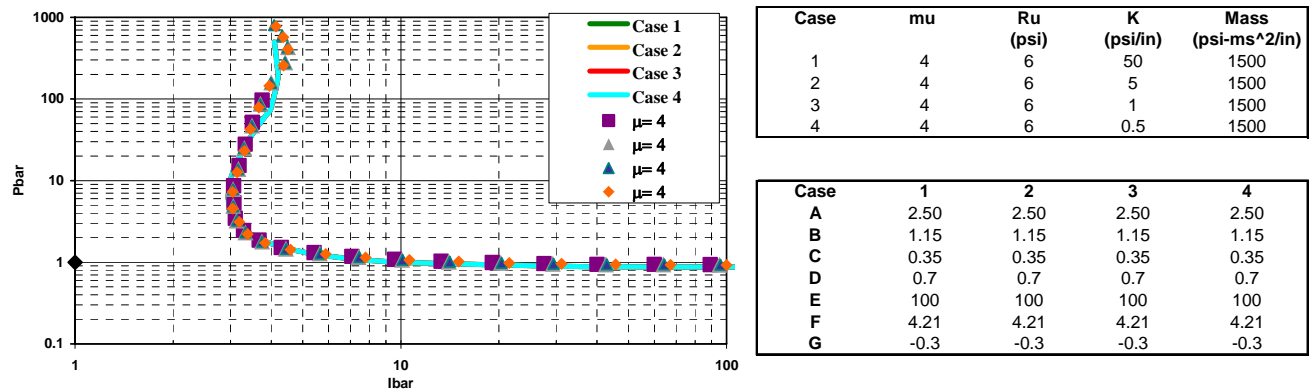 1000
100
10
1
0.1
Pbar
1
10
100
Ibar
Case 1
Case 2
Case 3
Case 4
μ= 4
μ= 4
μ= 4
μ= 4
Case mu Ru K Mass
(psi) (psi/in) (psi-ms^2/in)
1 4 6 50 1500
2 4 6 5 1500
3 4 6 1 1500
4 4 6 0.5 1500
Case 1 2 3 4
A 2.50 2.50 2.50 2.50
B 1.15 1.15 1.15 1.15
C 0.35 0.35 0.35 0.35
D 0.7 0.7 0.7 0.7
E 100 100 100 100
F 4.21 4.21 4.21 4.21
G -0.3 -0.3 -0.3 -0.3